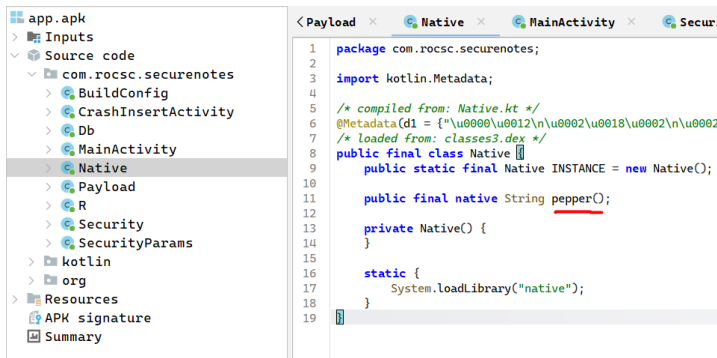 app.apk
Inputs
Source code
com.rocsc.securenotes
BuildConfig
CrashInsertActivity
Db
MainActivity
Native
Payload
R
Security
SecurityParams
kotlin
org
Resources
APK signature
Summary
Payload × Native × MainActivity × Secur
1 package com.rocsc.securenotes;
2
3 import kotlin.Metadata;
4
5 /* compiled from: Native.kt */
6 @Metadata(d1 = {"\u0000\u0012\n\u0002\u0018\u0002\n\u0002
7 /* loaded from: classes3.dex */
8 public final class Native {
9 public static final Native INSTANCE = new Native();
10
11 public final native String pepper();
12
13 private Native() {
14 }
15
16 static {
17 System.loadLibrary("native");
18 }
19 }